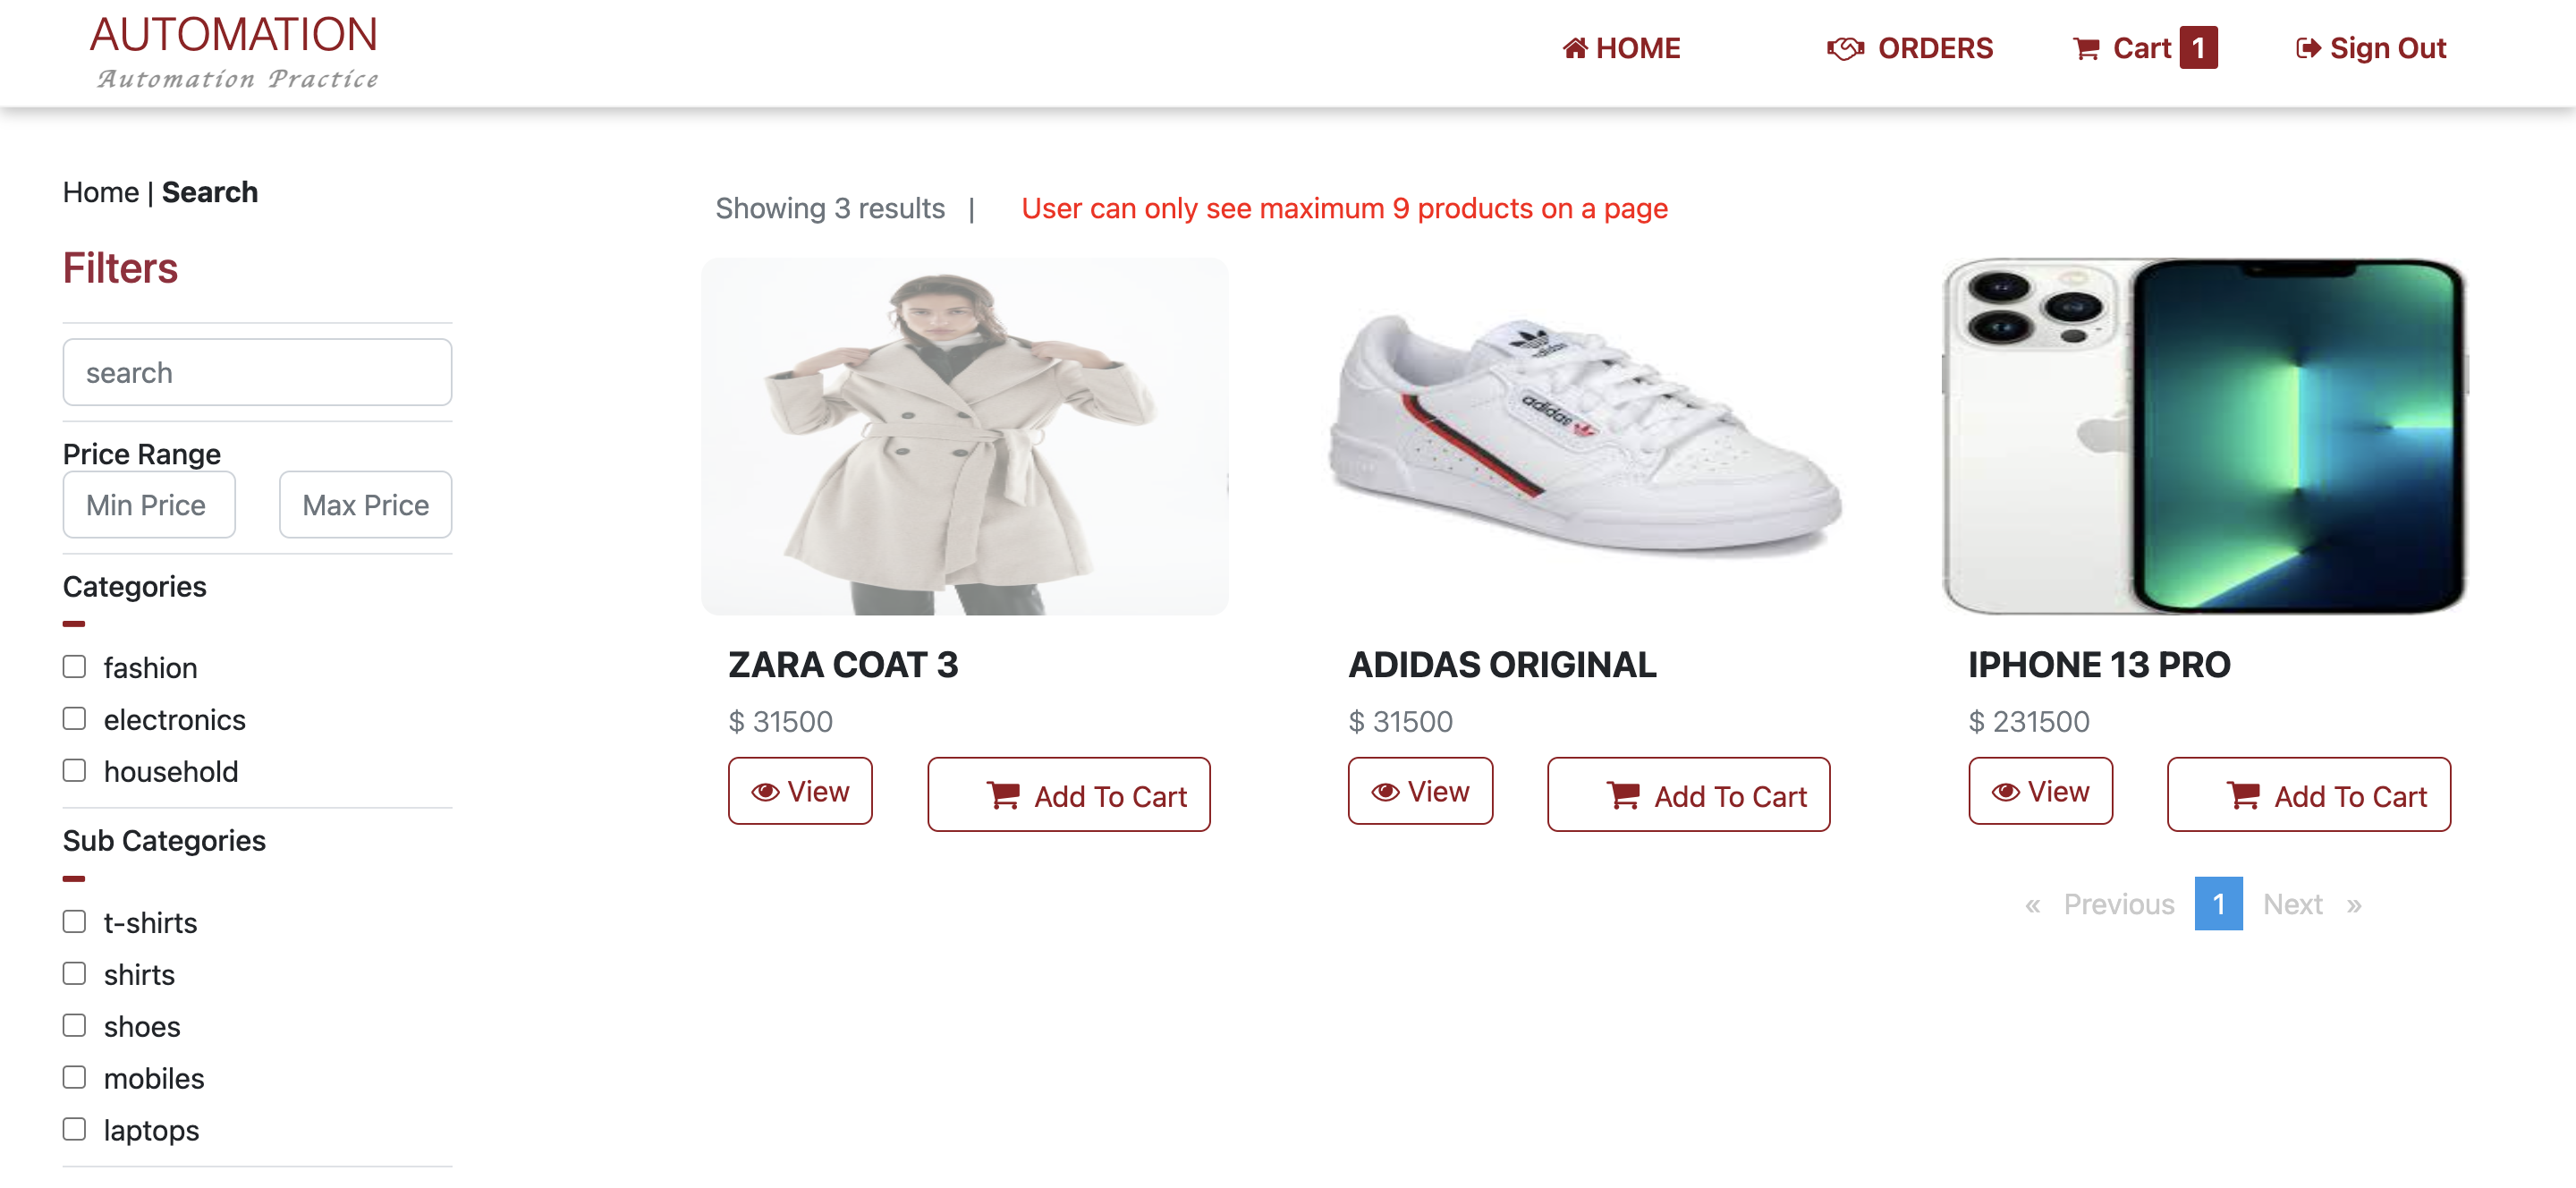 AUTOMATION
Automation Practice
HOME
ORDERS
Cart 1
Sign Out
Home | Search
Filters
search
Price Range
Min Price
Max Price
Categories
fashion
electronics
household
Sub Categories
t-shirts
shirts
shoes
mobiles
laptops
Showing 3 results |
User can only see maximum 9 products on a page
adidas
adidas
ZARA COAT 3
$ 31500
View
Add To Cart
ADIDAS ORIGINAL
$ 31500
View
Add To Cart
IPHONE 13 PRO
$ 231500
View
Add To Cart
« Previous 1 Next »